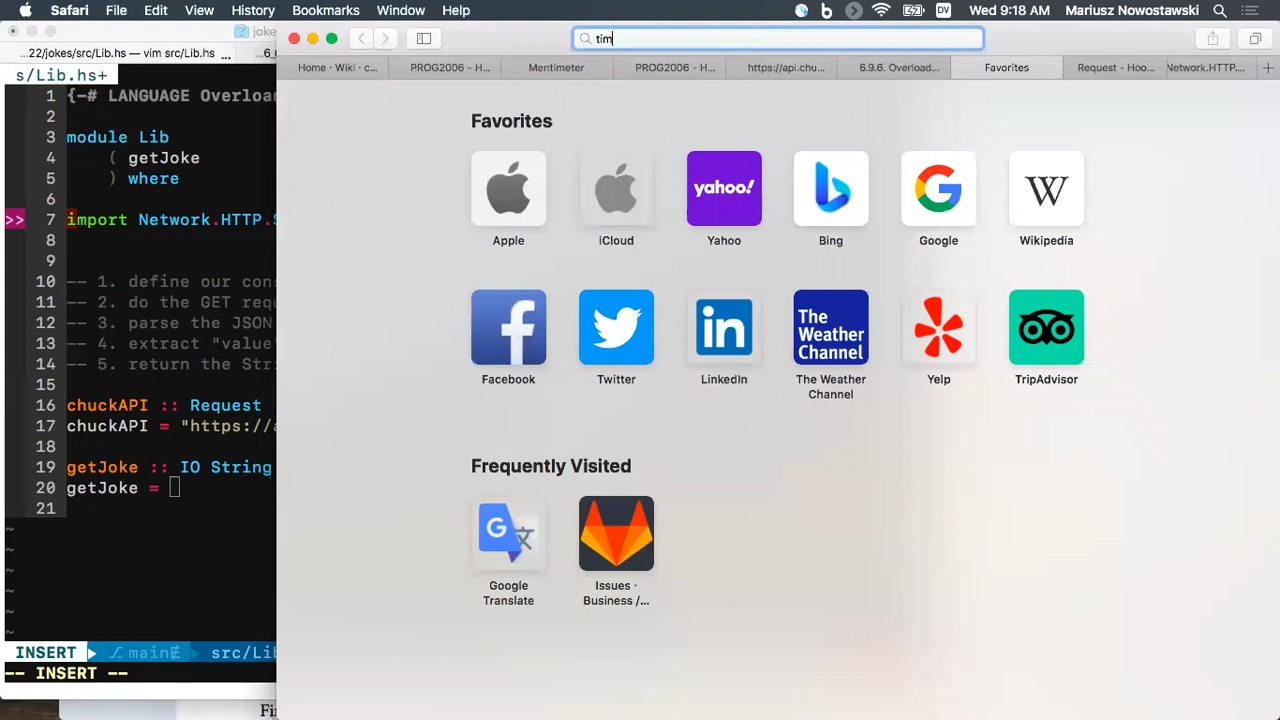 Safari File Edit View History Bookmarks Window Help
DV Wed 9:18 AM Mariusz Nowostawski
tim
Home · Wiki · c... PROG2006 - H... Mentimeter PROG2006 - H... https://api.chu... 6.9.6. Overload... Favorites Request - Hoo... Network.HTTP....
22/jokes/src/Lib.hs — vim src/Lib.hs ...
s/Lib.hs+
1 {-# LANGUAGE Overloa
2
3 module Lib
4 ( getJoke
5 ) where
6
>> 7 import Network.HTTP.S
8
9
10 -- 1. define our con
11 -- 2. do the GET requ
12 -- 3. parse the JSON
13 -- 4. extract "value"
14 -- 5. return the Str
15
16 chuckAPI :: Request
17 chuckAPI = "https://a
18
19 getJoke :: IO String
20 getJoke =
21
~
~
~
~
~
~
INSERT main src/Lib
-- INSERT --
Favorites
yahoo! W
Apple iCloud Yahoo Bing Google Wikipedia
The
Weather
Channel
Facebook Twitter LinkedIn The Weather Channel Yelp TripAdvisor
Frequently Visited
Google Translate
Issues · Business /...